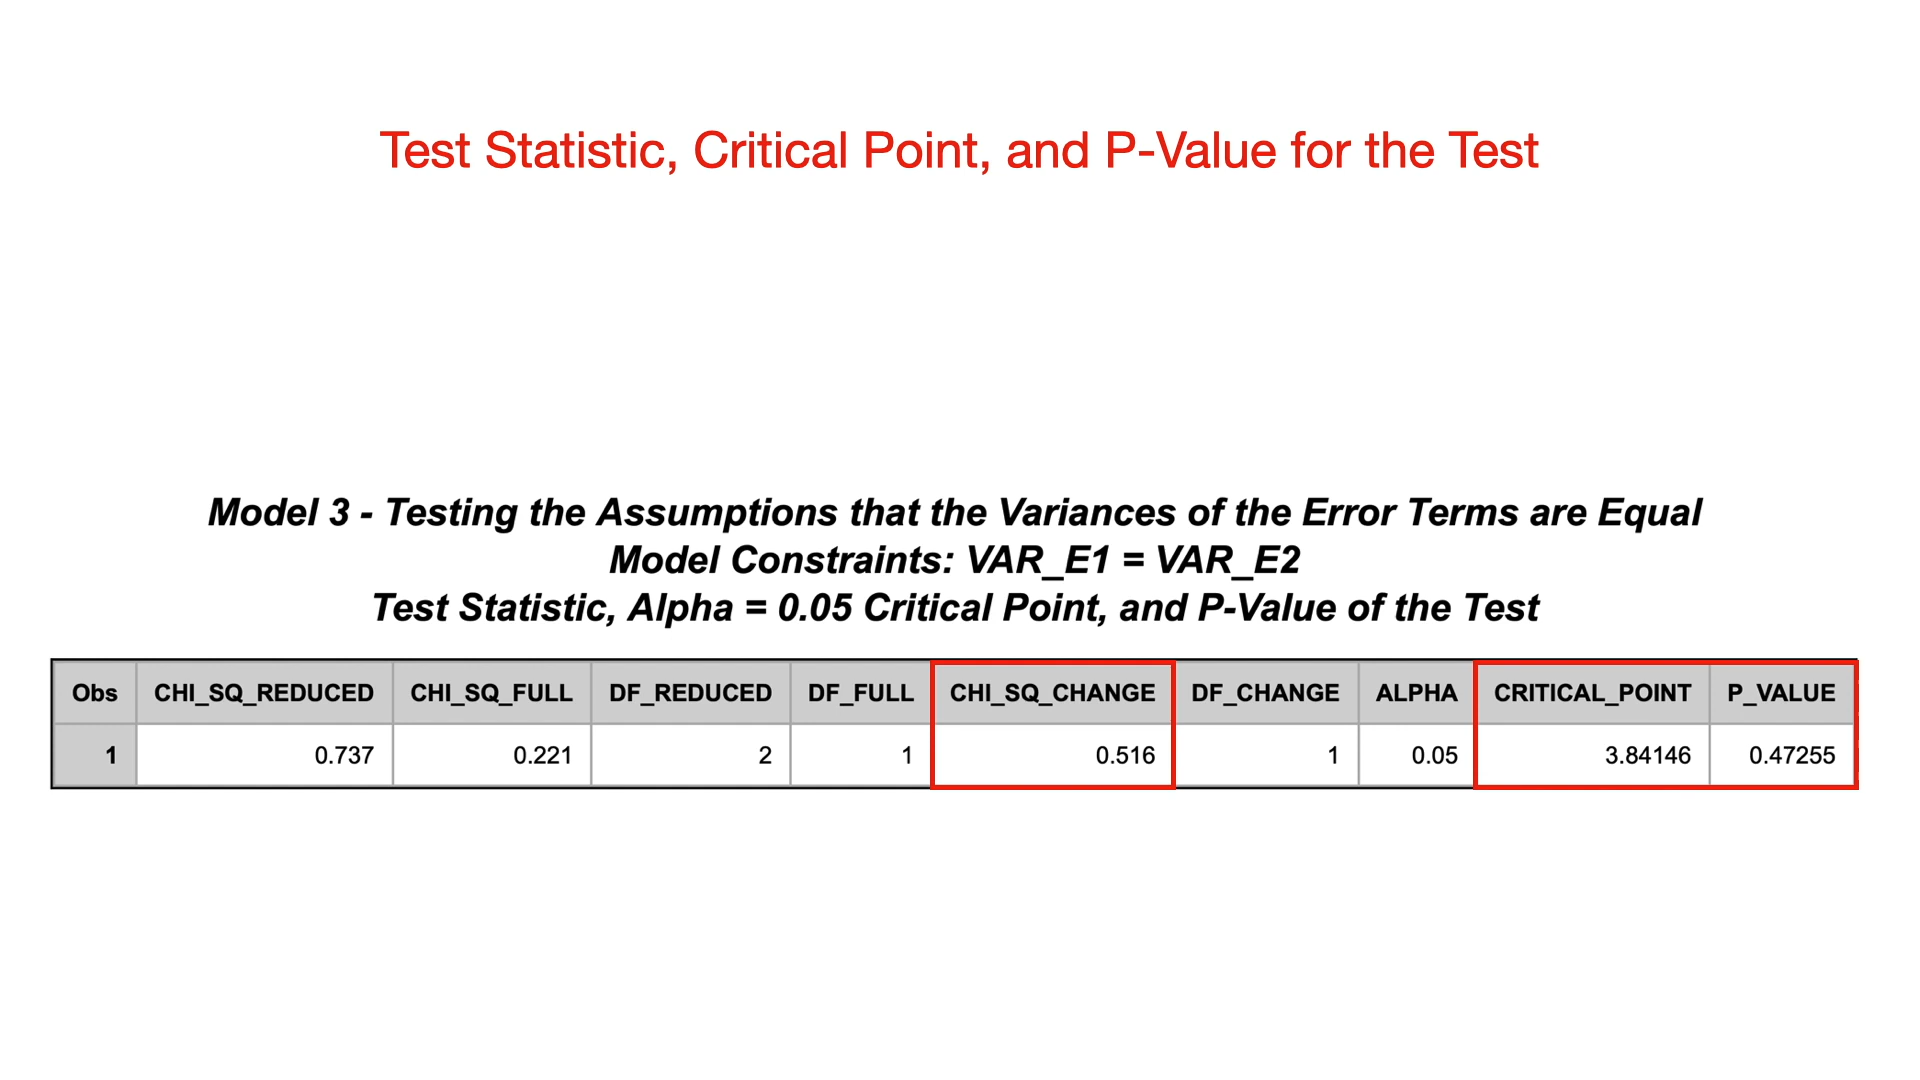 Test Statistic, Critical Point, and P-Value for the Test
Model 3 - Testing the Assumptions that the Variances of the Error Terms are Equal
Model Constraints: VAR_E1 = VAR_E2
Test Statistic, Alpha = 0.05 Critical Point, and P-Value of the Test
Obs CHI_SQ_REDUCED CHI_SQ_FULL DF_REDUCED DF_FULL CHI_SQ_CHANGE DF_CHANGE ALPHA CRITICAL_POINT P_VALUE
1 0.737 0.221 2 1 0.516 1 0.05 3.84146 0.47255